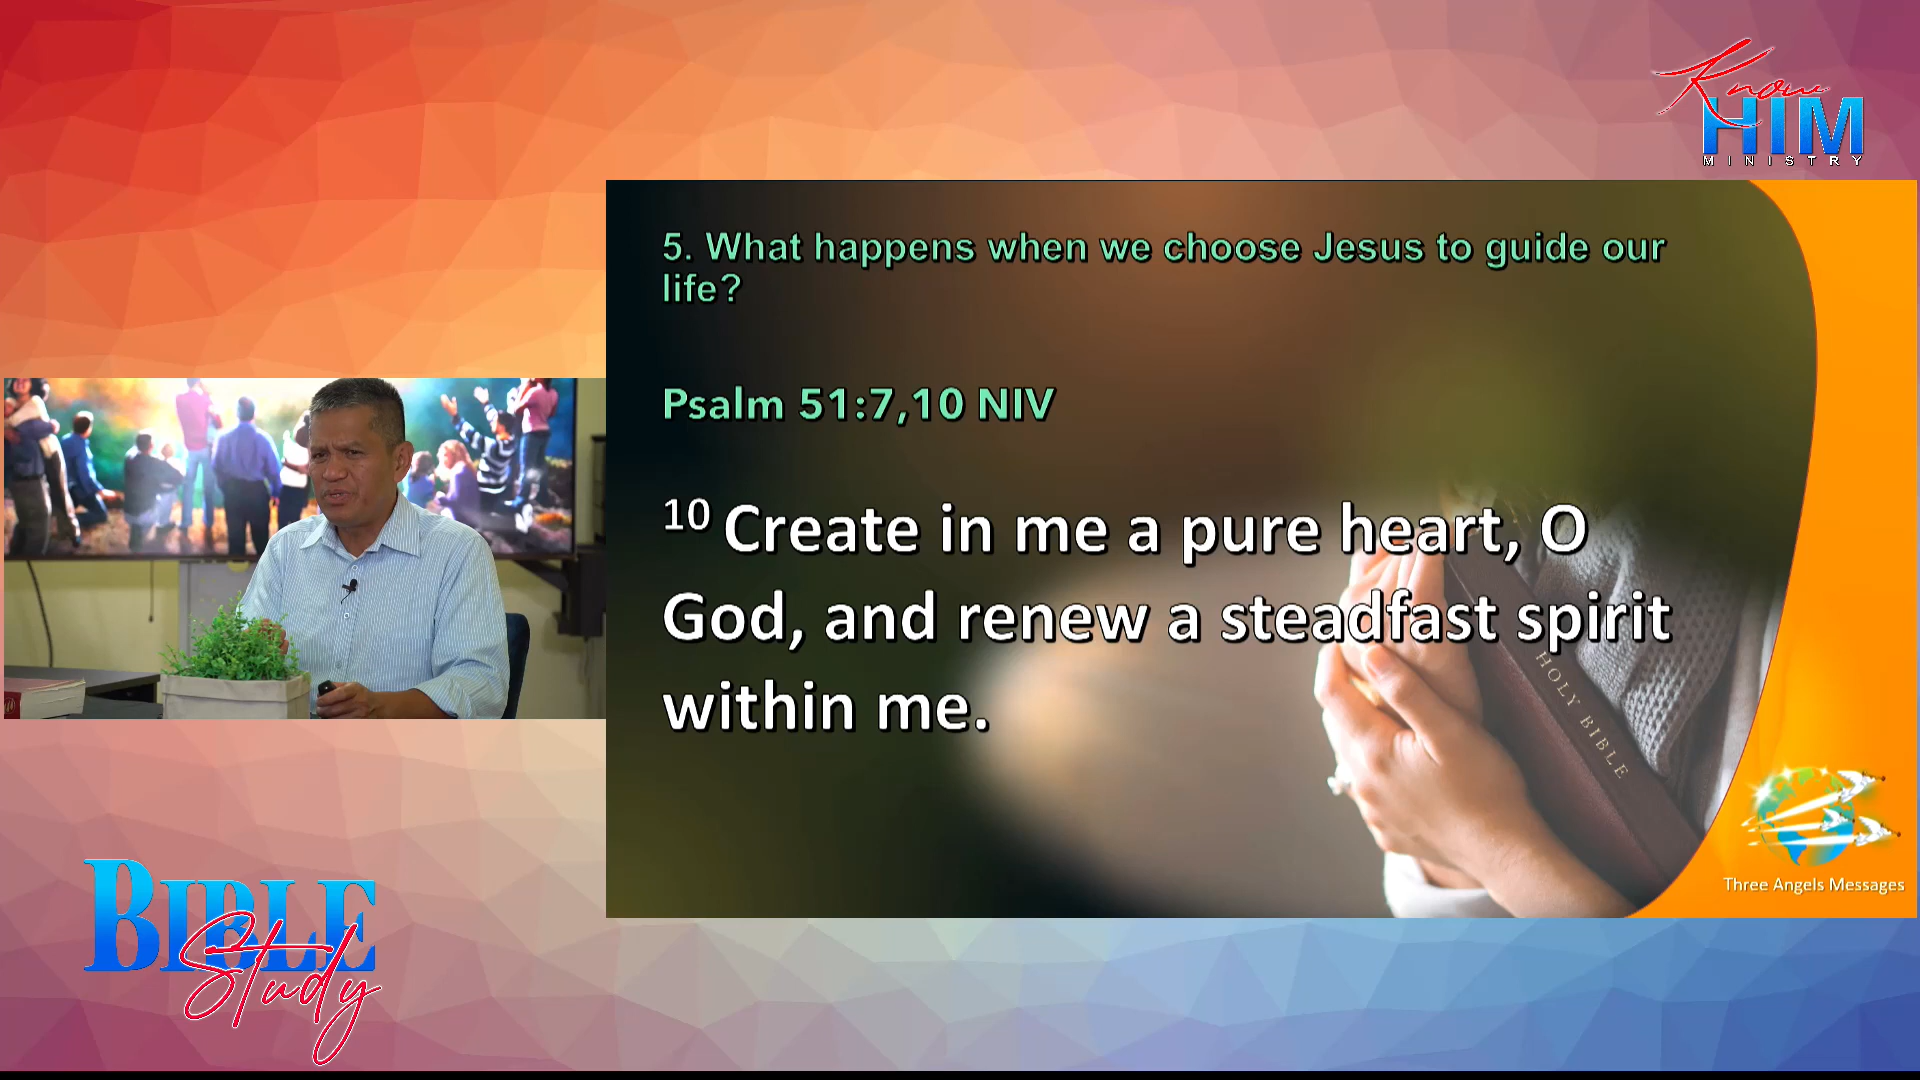 Know
HIM
MINISTRY
5. What happens when we choose Jesus to guide our
life?
Psalm 51:7,10 NIV
10 Create in me a pure heart, O
God, and renew a steadfast spirit
within me.
HOLY BIBLE
Three Angels Messages
BIBLE
Study